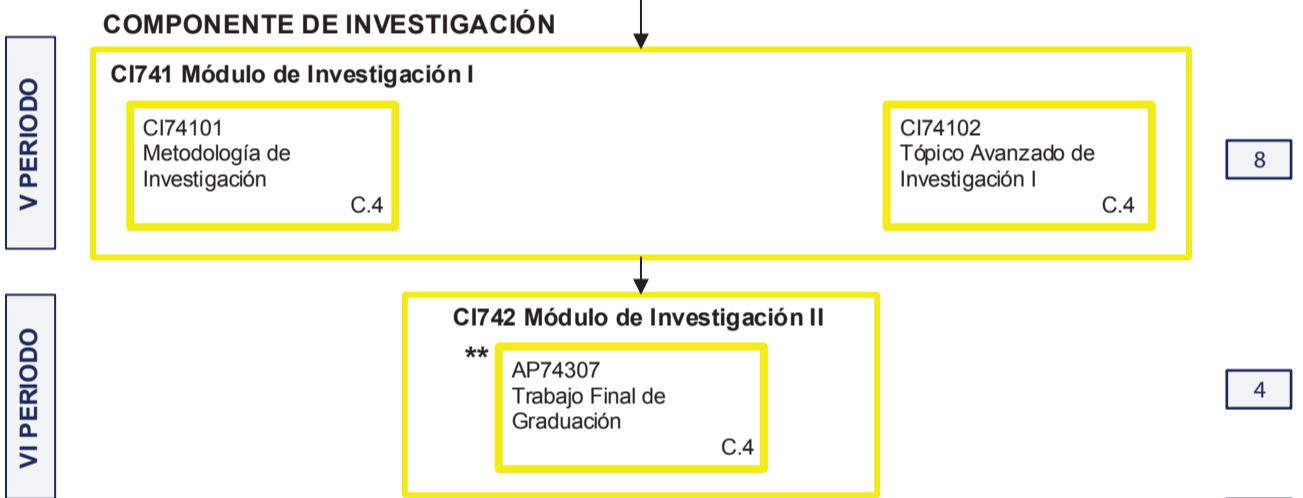 COMPONENTE DE INVESTIGACIÓN
V PERIODO
CI741 Módulo de Investigación I
CI74101
Metodología de
Investigación
C.4
CI74102
Tópico Avanzado de
Investigación I
C.4
8
VI PERIODO
CI742 Módulo de Investigación II
**
AP74307
Trabajo Final de
Graduación
C.4
4